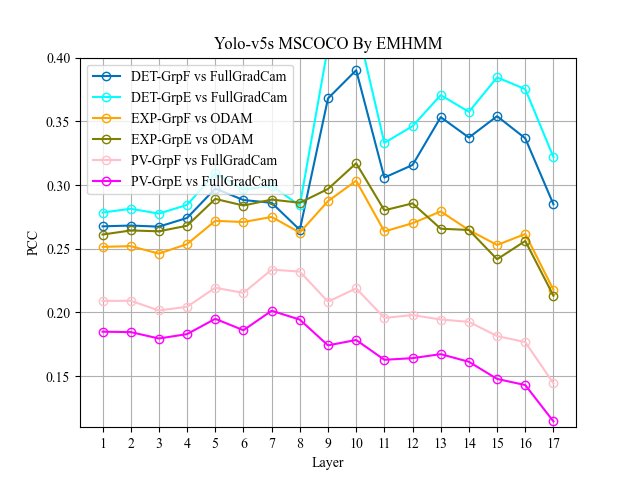 Yolo-v5s MSCOCO By EMHMM
0.40
0.35
0.30
0.25
0.20
0.15
PCC
DET-GrpF vs FullGradCam
DET-GrpE vs FullGradCam
EXP-GrpF vs ODAM
EXP-GrpE vs ODAM
PV-GrpF vs FullGradCam
PV-GrpE vs FullGradCam
1 2 3 4 5 6 7 8 9 10 11 12 13 14 15 16 17
Layer